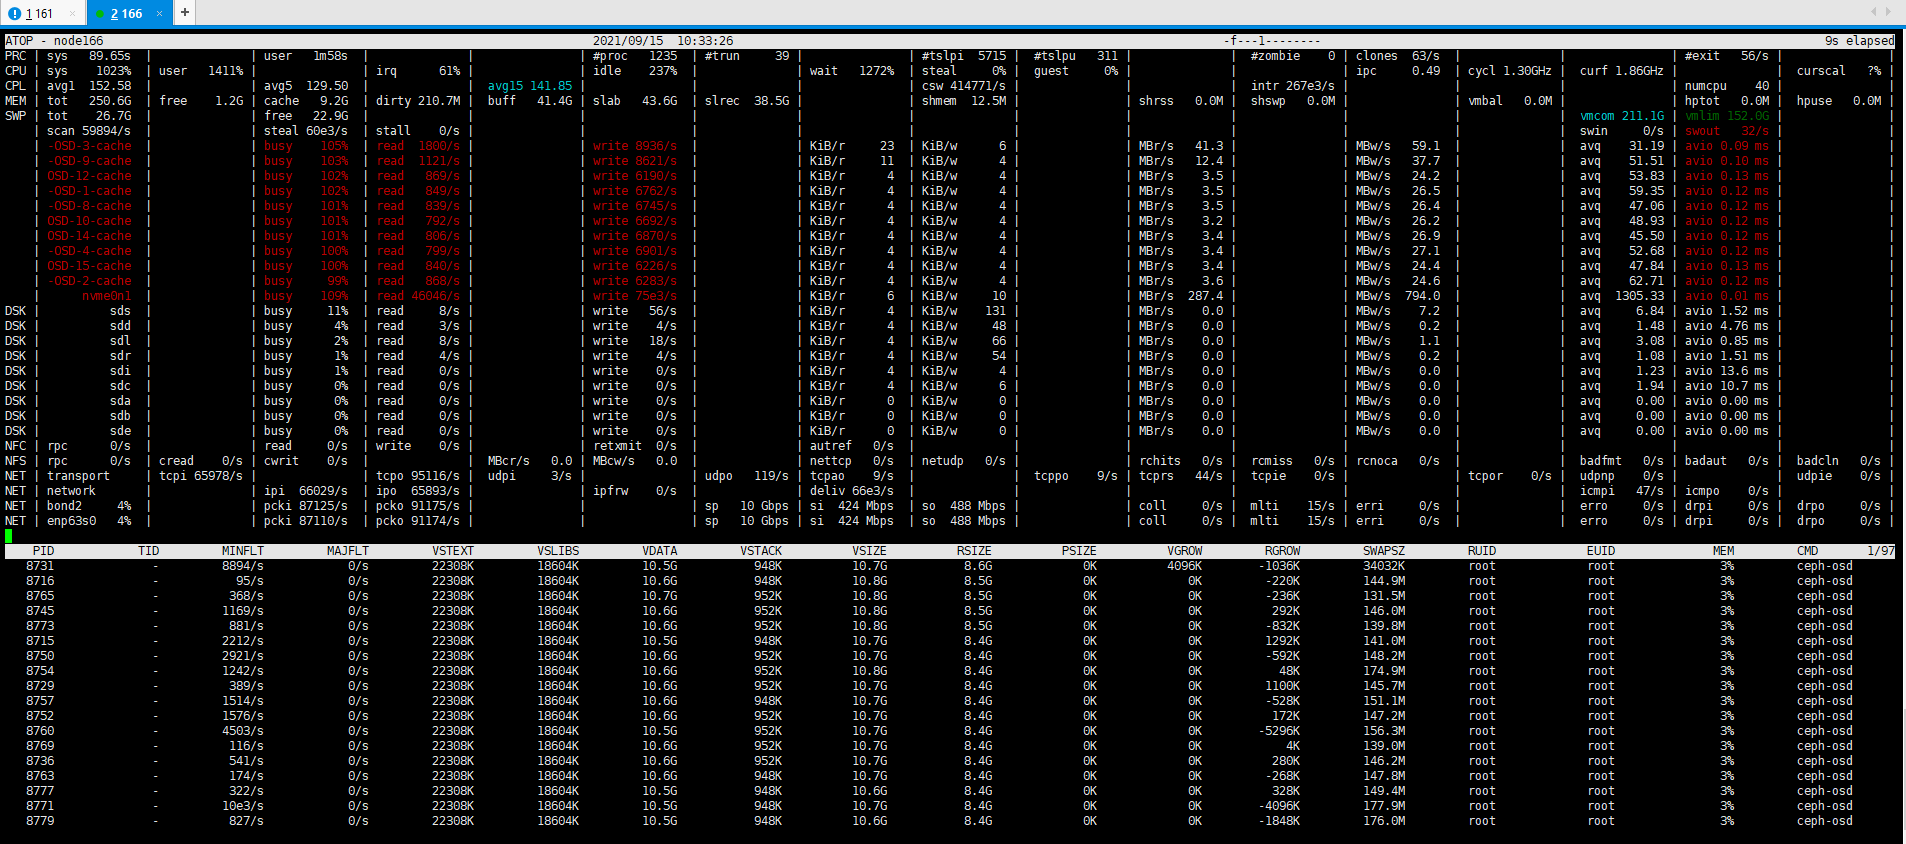 1 161 × 2 166 × +
ATOP - node166 2021/09/15 10:33:26 -f---1-------- 9s elapsed
PRC | sys 89.65s | | user 1m58s | | | #proc 1235 | #trun 39 | | #tslpi 5715 | #tslpu 311 | | #zombie 0 | clones 63/s | | | #exit 56/s | |
CPU | sys 1023% | user 1411% | | irq 61% | | idle 237% | | wait 1272% | steal 0% | guest 0% | | | ipc 0.49 | cycl 1.30GHz | curf 1.86GHz | | curscal ?% |
CPL | avg1 152.58 | | avg5 129.50 | | avg15 141.85 | | | | csw 414771/s | | | intr 267e3/s | | | | numcpu 40 | |
MEM | tot 250.6G | free 1.2G | cache 9.2G | dirty 210.7M | buff 41.4G | slab 43.6G | slrec 38.5G | | shmem 12.5M | | shrss 0.0M | shswp 0.0M | | vmbal 0.0M | | hptot 0.0M | hpuse 0.0M |
SWP | tot 26.7G | | free 22.9G | | | | | | | | | | | | vmcom 211.1G | vmlim 152.0G | |
| scan 59894/s | | steal 60e3/s | stall 0/s | | | | | | | | | | | swin 0/s | swout 32/s | |
| -OSD-3-cache | | busy 105% | read 1800/s | | write 8936/s | | KiB/r 23 | KiB/w 6 | | MBr/s 41.3 | | MBw/s 59.1 | | avq 31.19 | avio 0.09 ms | |
| -OSD-9-cache | | busy 103% | read 1121/s | | write 8621/s | | KiB/r 11 | KiB/w 4 | | MBr/s 12.4 | | MBw/s 37.7 | | avq 51.51 | avio 0.10 ms | |
| OSD-12-cache | | busy 102% | read 869/s | | write 6190/s | | KiB/r 4 | KiB/w 4 | | MBr/s 3.5 | | MBw/s 24.2 | | avq 53.83 | avio 0.13 ms | |
| -OSD-1-cache | | busy 102% | read 849/s | | write 6762/s | | KiB/r 4 | KiB/w 4 | | MBr/s 3.5 | | MBw/s 26.5 | | avq 59.35 | avio 0.12 ms | |
| -OSD-8-cache | | busy 101% | read 839/s | | write 6745/s | | KiB/r 4 | KiB/w 4 | | MBr/s 3.5 | | MBw/s 26.4 | | avq 47.06 | avio 0.12 ms | |
| OSD-10-cache | | busy 101% | read 792/s | | write 6692/s | | KiB/r 4 | KiB/w 4 | | MBr/s 3.2 | | MBw/s 26.2 | | avq 48.93 | avio 0.12 ms | |
| OSD-14-cache | | busy 101% | read 806/s | | write 6870/s | | KiB/r 4 | KiB/w 4 | | MBr/s 3.4 | | MBw/s 26.9 | | avq 45.50 | avio 0.12 ms | |
| -OSD-4-cache | | busy 100% | read 799/s | | write 6901/s | | KiB/r 4 | KiB/w 4 | | MBr/s 3.4 | | MBw/s 27.1 | | avq 52.68 | avio 0.12 ms | |
| OSD-15-cache | | busy 100% | read 840/s | | write 6226/s | | KiB/r 4 | KiB/w 4 | | MBr/s 3.4 | | MBw/s 24.4 | | avq 47.84 | avio 0.13 ms | |
| -OSD-2-cache | | busy 99% | read 868/s | | write 6283/s | | KiB/r 4 | KiB/w 4 | | MBr/s 3.6 | | MBw/s 24.6 | | avq 62.71 | avio 0.12 ms | |
| nvme0n1 | | busy 109% | read 46046/s | | write 75e3/s | | KiB/r 6 | KiB/w 10 | | MBr/s 287.4 | | MBw/s 794.0 | | avq 1305.33 | avio 0.01 ms | |
DSK | sds | | busy 11% | read 8/s | | write 56/s | | KiB/r 4 | KiB/w 131 | | MBr/s 0.0 | | MBw/s 7.2 | | avq 6.84 | avio 1.52 ms | |
DSK | sdd | | busy 4% | read 3/s | | write 4/s | | KiB/r 4 | KiB/w 48 | | MBr/s 0.0 | | MBw/s 0.2 | | avq 1.48 | avio 4.76 ms | |
DSK | sdl | | busy 2% | read 8/s | | write 18/s | | KiB/r 4 | KiB/w 66 | | MBr/s 0.0 | | MBw/s 1.1 | | avq 3.08 | avio 0.85 ms | |
DSK | sdr | | busy 1% | read 4/s | | write 4/s | | KiB/r 4 | KiB/w 54 | | MBr/s 0.0 | | MBw/s 0.2 | | avq 1.08 | avio 1.51 ms | |
DSK | sdi | | busy 1% | read 0/s | | write 0/s | | KiB/r 4 | KiB/w 4 | | MBr/s 0.0 | | MBw/s 0.0 | | avq 1.23 | avio 13.6 ms | |
DSK | sdc | | busy 0% | read 0/s | | write 0/s | | KiB/r 4 | KiB/w 6 | | MBr/s 0.0 | | MBw/s 0.0 | | avq 1.94 | avio 10.7 ms | |
DSK | sda | | busy 0% | read 0/s | | write 0/s | | KiB/r 0 | KiB/w 0 | | MBr/s 0.0 | | MBw/s 0.0 | | avq 0.00 | avio 0.00 ms | |
DSK | sdb | | busy 0% | read 0/s | | write 0/s | | KiB/r 0 | KiB/w 0 | | MBr/s 0.0 | | MBw/s 0.0 | | avq 0.00 | avio 0.00 ms | |
DSK | sde | | busy 0% | read 0/s | | write 0/s | | KiB/r 0 | KiB/w 0 | | MBr/s 0.0 | | MBw/s 0.0 | | avq 0.00 | avio 0.00 ms | |
NFC | rpc 0/s | | read 0/s | write 0/s | | retxmit 0/s | | autref 0/s | | | | | | | | | |
NFS | rpc 0/s | cread 0/s | cwrit 0/s | | MBcr/s 0.0 | MBcw/s 0.0 | | nettcp 0/s | netudp 0/s | | rchits 0/s | rcmiss 0/s | rcnoca 0/s | | badfmt 0/s | badaut 0/s | badcln 0/s |
NET | transport | tcpi 65978/s | | tcpo 95116/s | udpi 3/s | | udpo 119/s | tcpao 9/s | | tcppo 9/s | tcprs 44/s | tcpie 0/s | | tcpor 0/s | udpnp 0/s | | udpie 0/s |
NET | network | | ipi 66029/s | ipo 65893/s | | ipfrw 0/s | | deliv 66e3/s | | | | | | | icmpi 47/s | icmpo 0/s | |
NET | bond2 4% | | pcki 87125/s | pcko 91175/s | | | sp 10 Gbps | si 424 Mbps | so 488 Mbps | | coll 0/s | mlti 15/s | erri 0/s | | erro 0/s | drpi 0/s | drpo 0/s |
NET | enp63s0 4% | | pcki 87110/s | pcko 91174/s | | | sp 10 Gbps | si 424 Mbps | so 488 Mbps | | coll 0/s | mlti 15/s | erri 0/s | | erro 0/s | drpi 0/s | drpo 0/s |
PID TID MINFLT MAJFLT VSTEXT VSLIBS VDATA VSTACK VSIZE RSIZE PSIZE VGROW RGROW SWAPSZ RUID EUID MEM CMD 1/97
8731 - 8894/s 0/s 22308K 18604K 10.5G 948K 10.7G 8.6G 0K 4096K -1036K 34032K root root 3% ceph-osd
8716 - 95/s 0/s 22308K 18604K 10.6G 952K 10.8G 8.5G 0K 0K -220K 144.9M root root 3% ceph-osd
8765 - 368/s 0/s 22308K 18604K 10.7G 952K 10.8G 8.5G 0K 0K -236K 131.5M root root 3% ceph-osd
8745 - 1169/s 0/s 22308K 18604K 10.6G 952K 10.8G 8.5G 0K 0K 292K 146.0M root root 3% ceph-osd
8773 - 881/s 0/s 22308K 18604K 10.6G 952K 10.8G 8.5G 0K 0K -832K 139.8M root root 3% ceph-osd
8715 - 2212/s 0/s 22308K 18604K 10.5G 948K 10.7G 8.4G 0K 0K 1292K 141.0M root root 3% ceph-osd
8750 - 2921/s 0/s 22308K 18604K 10.6G 952K 10.7G 8.4G 0K 0K -592K 148.2M root root 3% ceph-osd
8754 - 1242/s 0/s 22308K 18604K 10.6G 952K 10.8G 8.4G 0K 0K 48K 174.9M root root 3% ceph-osd
8729 - 389/s 0/s 22308K 18604K 10.6G 952K 10.7G 8.4G 0K 0K 1100K 145.7M root root 3% ceph-osd
8757 - 1514/s 0/s 22308K 18604K 10.6G 952K 10.7G 8.4G 0K 0K -528K 151.1M root root 3% ceph-osd
8752 - 1576/s 0/s 22308K 18604K 10.6G 952K 10.7G 8.4G 0K 0K 172K 147.2M root root 3% ceph-osd
8760 - 4503/s 0/s 22308K 18604K 10.6G 952K 10.7G 8.4G 0K 0K -5296K 156.3M root root 3% ceph-osd
8769 - 116/s 0/s 22308K 18604K 10.5G 952K 10.7G 8.4G 0K 0K 4K 139.0M root root 3% ceph-osd
8736 - 541/s 0/s 22308K 18604K 10.6G 952K 10.7G 8.4G 0K 0K 280K 146.2M root root 3% ceph-osd
8763 - 174/s 0/s 22308K 18604K 10.6G 948K 10.7G 8.4G 0K 0K -268K 147.8M root root 3% ceph-osd
8777 - 322/s 0/s 22308K 18604K 10.5G 948K 10.6G 8.4G 0K 0K 328K 149.4M root root 3% ceph-osd
8771 - 10e3/s 0/s 22308K 18604K 10.5G 948K 10.7G 8.4G 0K 0K -4096K 177.9M root root 3% ceph-osd
8779 - 827/s 0/s 22308K 18604K 10.5G 948K 10.6G 8.4G 0K 0K -1848K 176.0M root root 3% ceph-osd